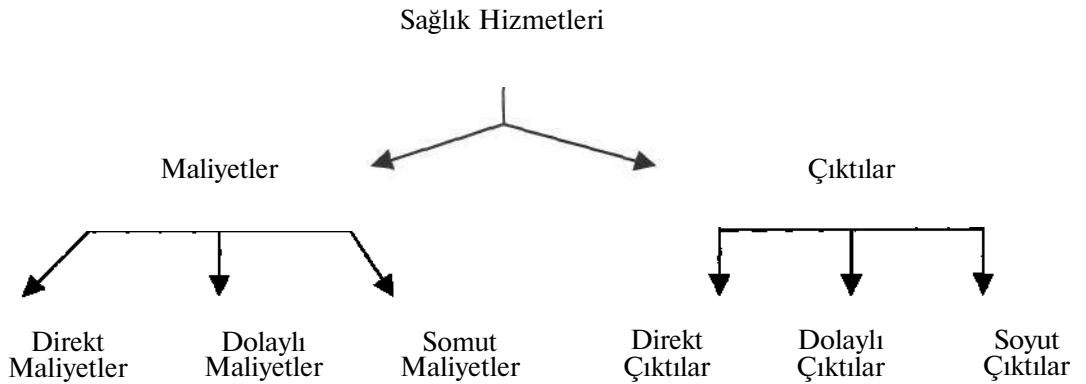 Sağlık Hizmetleri
Maliyetler
Çıktılar
Direkt
Maliyetler
Dolaylı
Maliyetler
Somut
Maliyetler
Direkt
Çıktılar
Dolaylı
Çıktılar
Soyut
Çıktılar